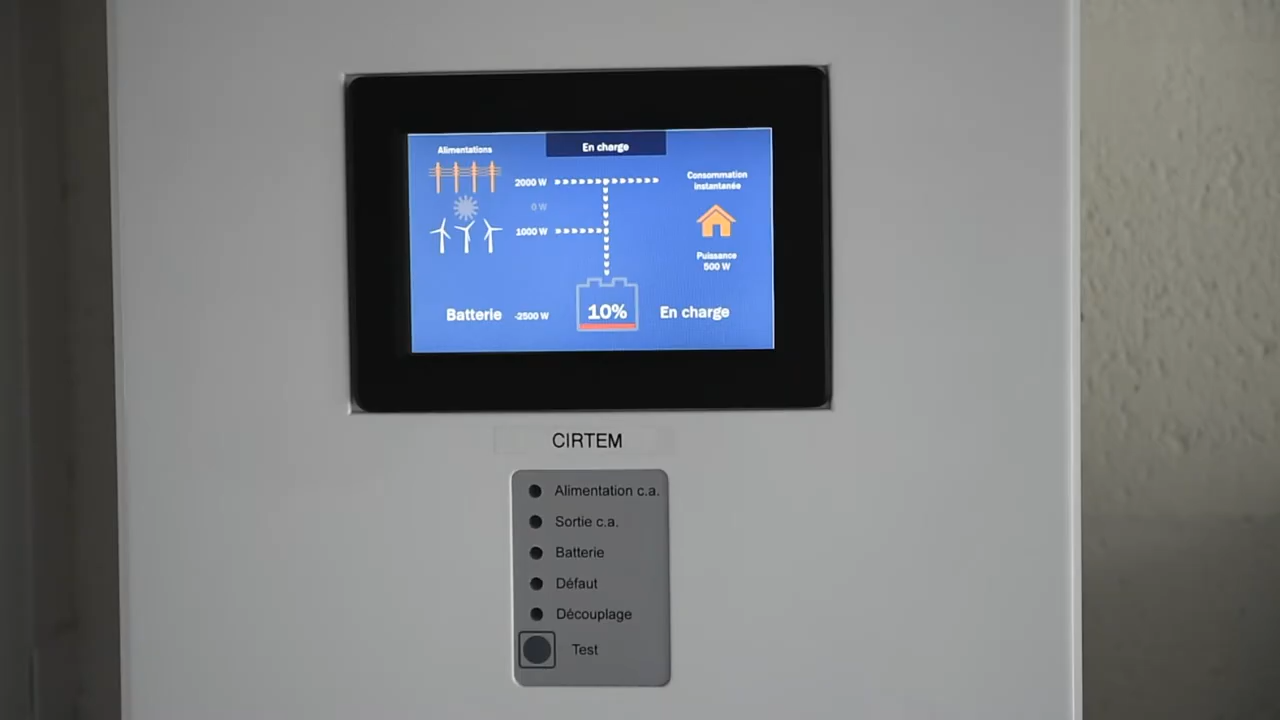 En charge
Alimentations
2000 W
0 W
1000 W
Consommation
instantanée
Puissance
500 W
Batterie -2500 W 10% En charge
CIRTEM
Alimentation c.a.
Sortie c.a.
Batterie
Défaut
Découplage
Test